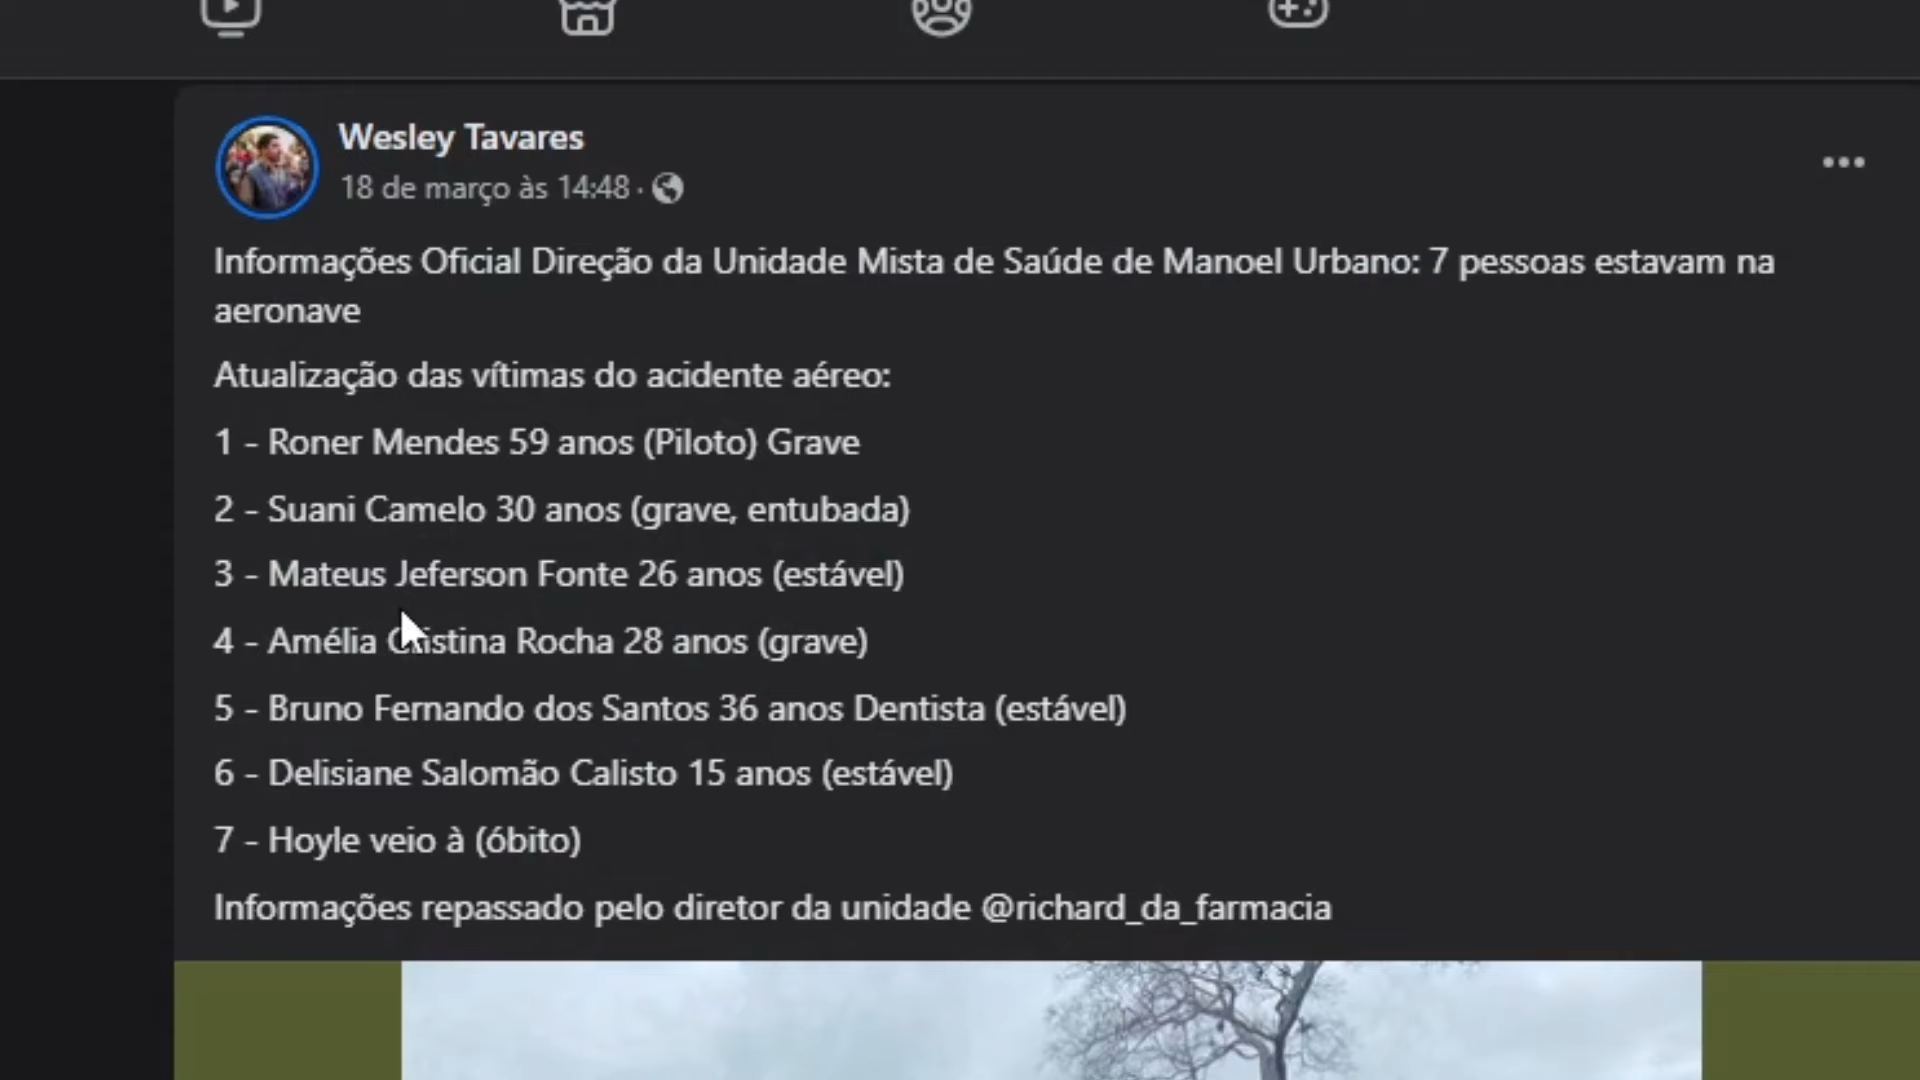 Wesley Tavares
18 de março às 14:48 ·
Informações Oficial Direção da Unidade Mista de Saúde de Manoel Urbano: 7 pessoas estavam na
aeronave
Atualização das vítimas do acidente aéreo:
1 - Roner Mendes 59 anos (Piloto) Grave
2 - Suani Camelo 30 anos (grave, entubada)
3 - Mateus Jeferson Fonte 26 anos (estável)
4 - Amélia Cristina Rocha 28 anos (grave)
5 - Bruno Fernando dos Santos 36 anos Dentista (estável)
6 - Delisiane Salomão Calisto 15 anos (estável)
7 - Hoyle veio à (óbito)
Informações repassado pelo diretor da unidade @richard_da_farmacia